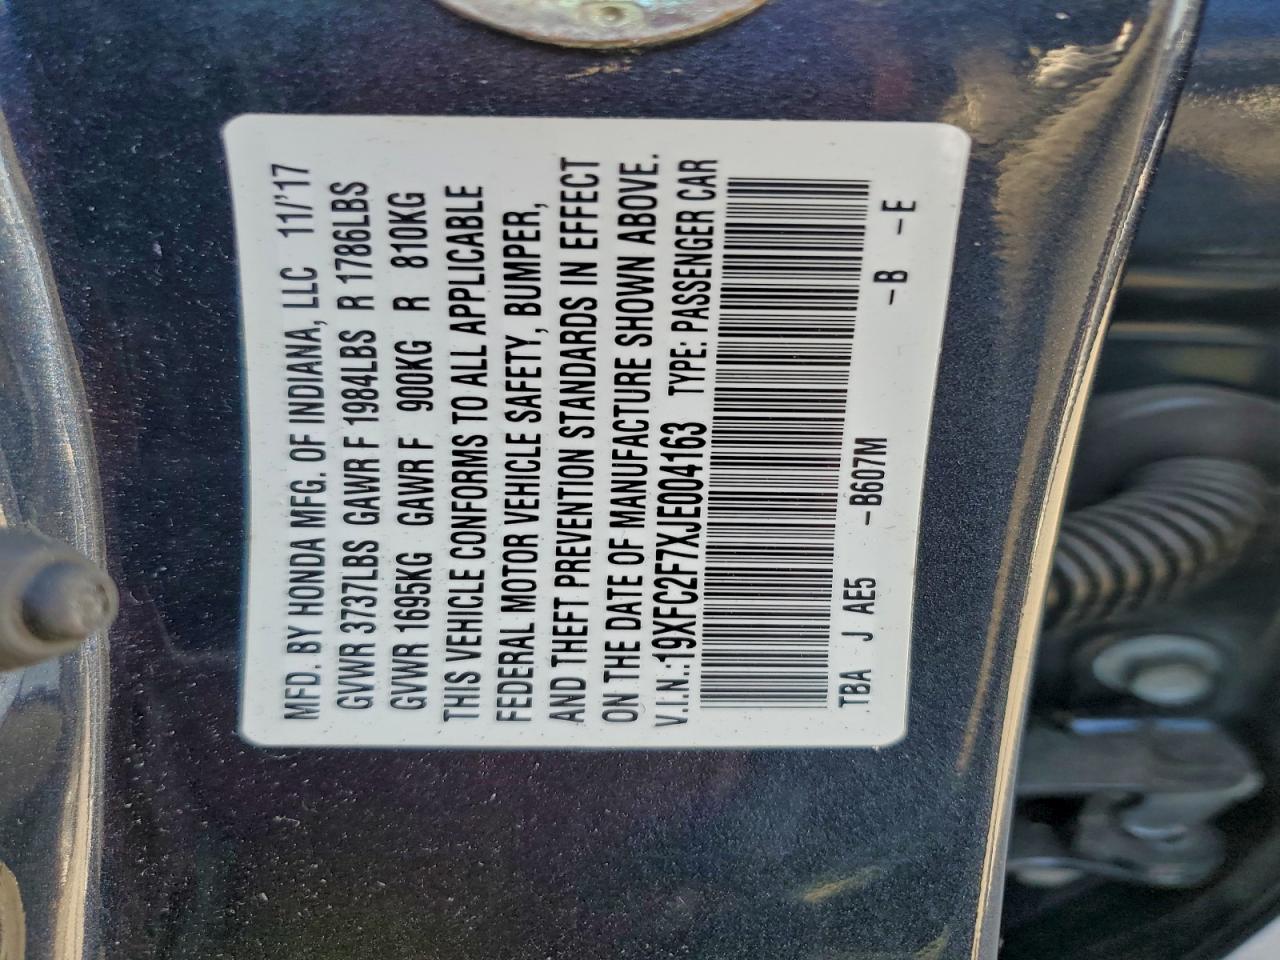 MFD. BY HONDA MFG. OF INDIANA, LLC 11/'17
GVWR 3737LBS GAWR F 1984LBS R 1786LBS
GVWR 1695KG GAWR F 900KG R 810KG
THIS VEHICLE CONFORMS TO ALL APPLICABLE
FEDERAL MOTOR VEHICLE SAFETY, BUMPER,
AND THEFT PREVENTION STANDARDS IN EFFECT
ON THE DATE OF MANUFACTURE SHOWN ABOVE.
V.I.N.:19XFC2F7XJE004163 TYPE: PASSENGER CAR
TBA J AE5 -B607M -B -E